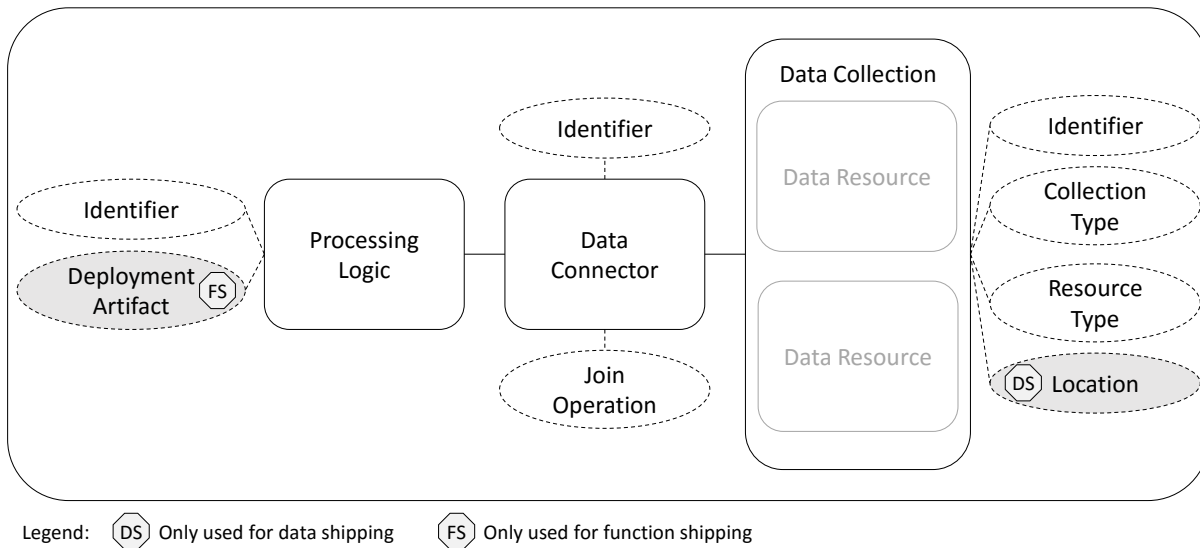 Data Collection
Data Resource
Data Resource
Identifier
Deployment
Artifact
FS
Processing
Logic
Identifier
Data
Connector
Join
Operation
Identifier
Collection
Type
Resource
Type
DS
Location
Legend:
DS
Only used for data shipping
FS
Only used for function shipping